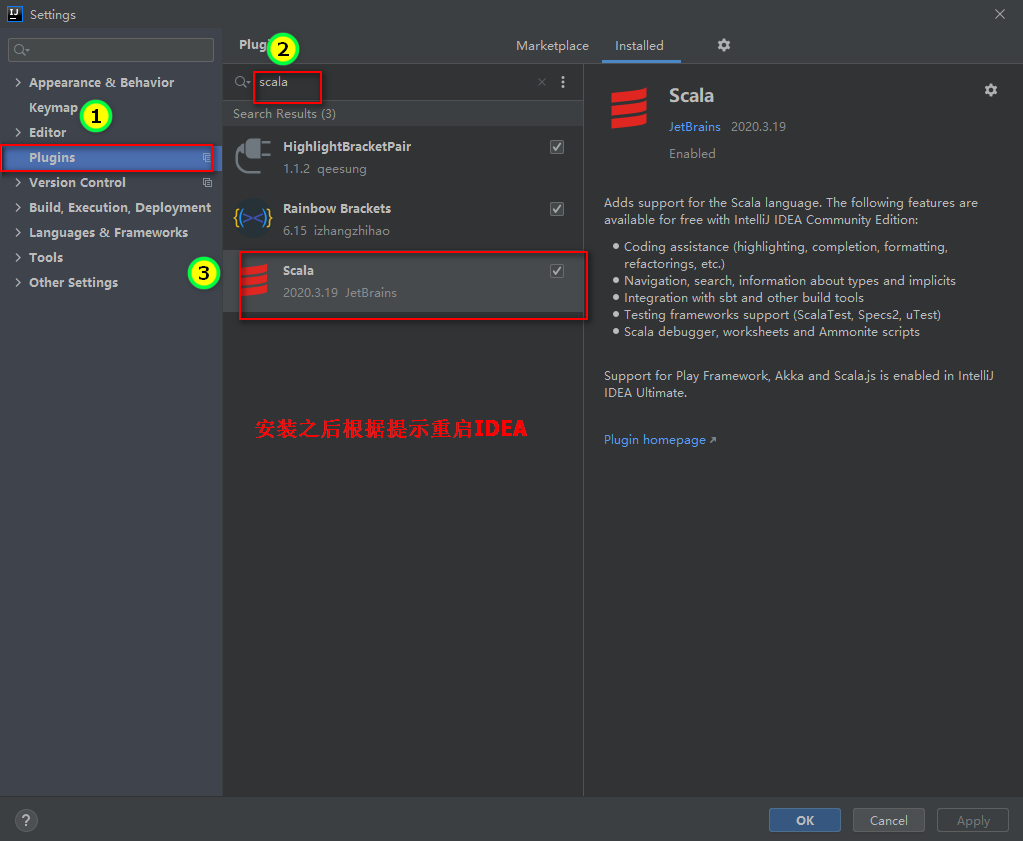 Settings
Appearance & Behavior
Keymap
1
Editor
Plugins
Version Control
Build, Execution, Deployment
Languages & Frameworks
Tools
3
Other Settings
Plug
2
Marketplace
Installed
scala
Search Results (3)
HighlightBracketPair
1.1.2 qeesung
Rainbow Brackets
6.15 izhangzhihao
Scala
2020.3.19 JetBrains
安装之后根据提示重启IDEA
Scala
JetBrains 2020.3.19
Enabled
Adds support for the Scala language. The following features are
available for free with IntelliJ IDEA Community Edition:
• Coding assistance (highlighting, completion, formatting,
refactorings, etc.)
• Navigation, search, information about types and implicits
• Integration with sbt and other build tools
• Testing frameworks support (ScalaTest, Specs2, uTest)
• Scala debugger, worksheets and Ammonite scripts
Support for Play Framework, Akka and Scala.js is enabled in IntelliJ
IDEA Ultimate.
Plugin homepage ↗
?
OK
Cancel
Apply